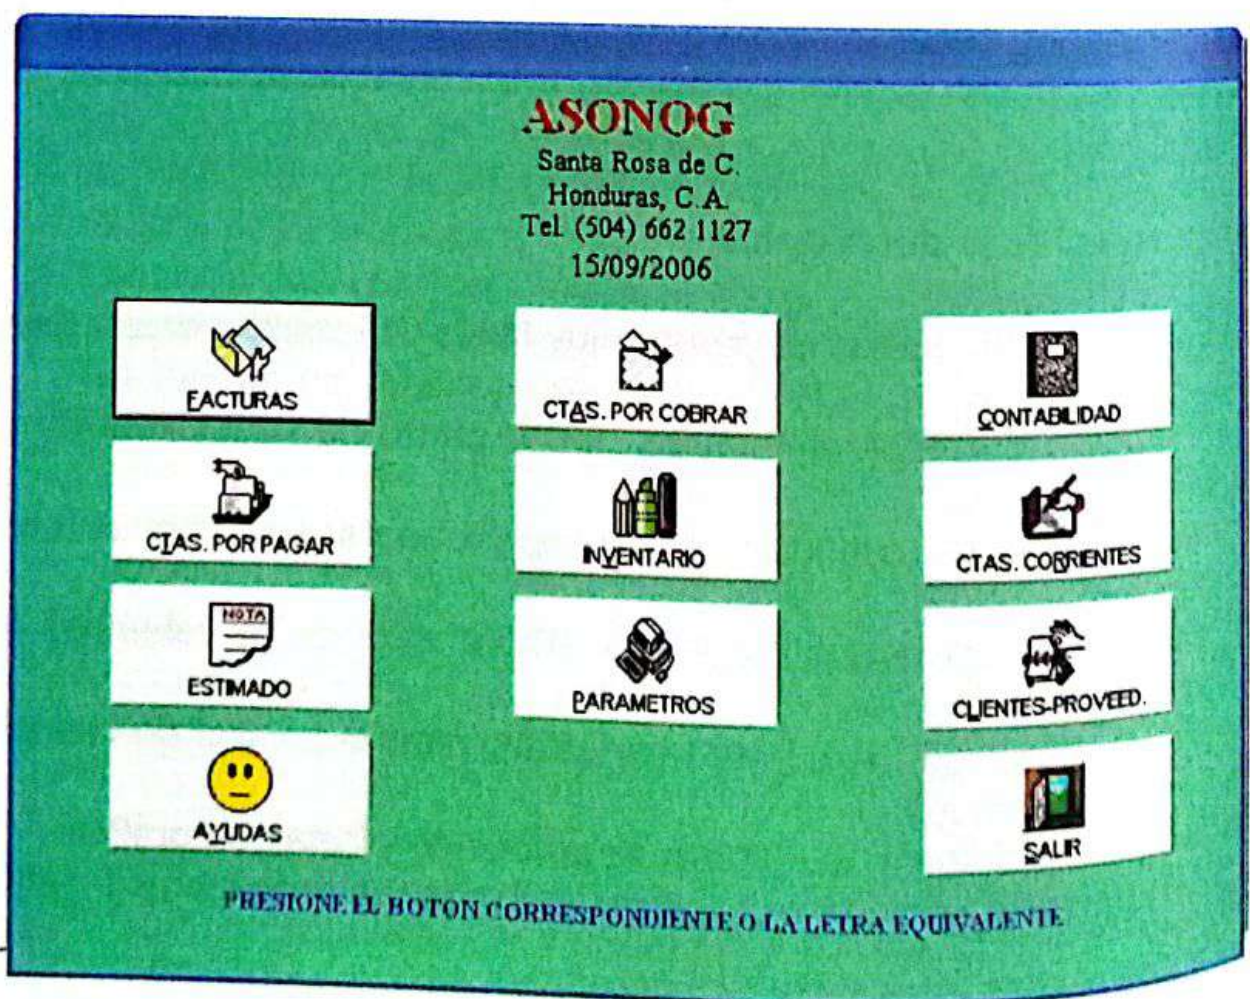 ASONOG
Santa Rosa de C.
Honduras, C.A.
Tel. (504) 662 1127
15/09/2006
FACTURAS
CTAS. POR COBRAR
CONTABILIDAD
CTAS. POR PAGAR
INVENTARIO
CTAS. CORRIENTES
NOTA
ESTIMADO
PARAMETROS
CLIENTES-PROVEED.
AYUDAS
SALIR
PRESIONE EL BOTON CORRESPONDIENTE O LA LETRA EQUIVALENTE